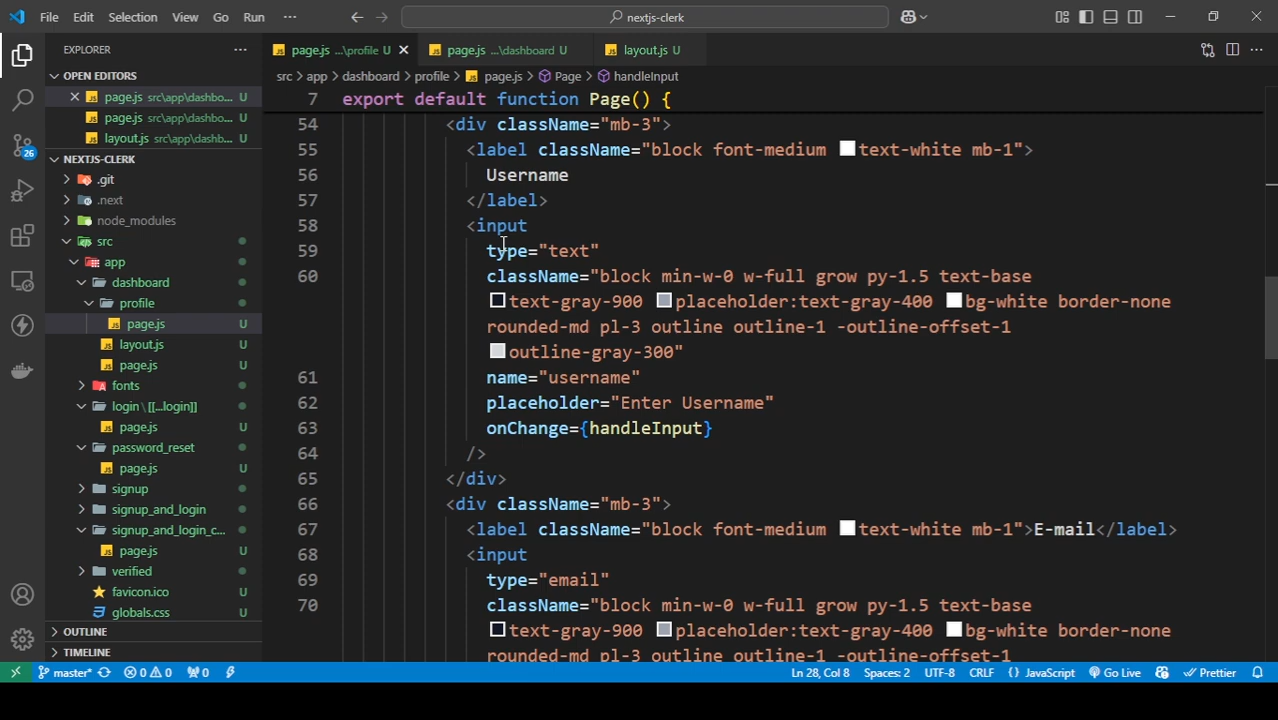 File Edit Selection View Go Run ··· nextjs-clerk
EXPLORER ···
OPEN EDITORS
page.js src\app\dashbo... U
page.js src\app\dashbo... U
layout.js src\app\dashb... U
NEXTJS-CLERK
.git
.next
node_modules
src
app
dashboard
profile
page.js U
layout.js U
page.js U
fonts
login \ [[...login]]
page.js U
password_reset
page.js U
signup
signup_and_login
signup_and_login_c...
page.js U
verified
favicon.ico U
globals.css U
OUTLINE
TIMELINE
26
page.js ...\profile U
page.js ...\dashboard U
layout.js U
src > app > dashboard > profile > page.js > Page > handleInput
7 export default function Page() {
54 <div className="mb-3">
55 <label className="block font-medium text-white mb-1">
56 Username
57 </label>
58 <input
59 type="text"
60 className="block min-w-0 w-full grow py-1.5 text-base
text-gray-900 placeholder:text-gray-400 bg-white border-none
rounded-md pl-3 outline outline-1 -outline-offset-1
outline-gray-300"
61 name="username"
62 placeholder="Enter Username"
63 onChange={handleInput}
64 />
65 </div>
66 <div className="mb-3">
67 <label className="block font-medium text-white mb-1">E-mail</label>
68 <input
69 type="email"
70 className="block min-w-0 w-full grow py-1.5 text-base
text-gray-900 placeholder:text-gray-400 bg-white border-none
rounded-md pl-3 outline outline-1 -outline-offset-1
master* 0 0 0 Ln 28, Col 8 Spaces: 2 UTF-8 CRLF {} JavaScript Go Live Prettier